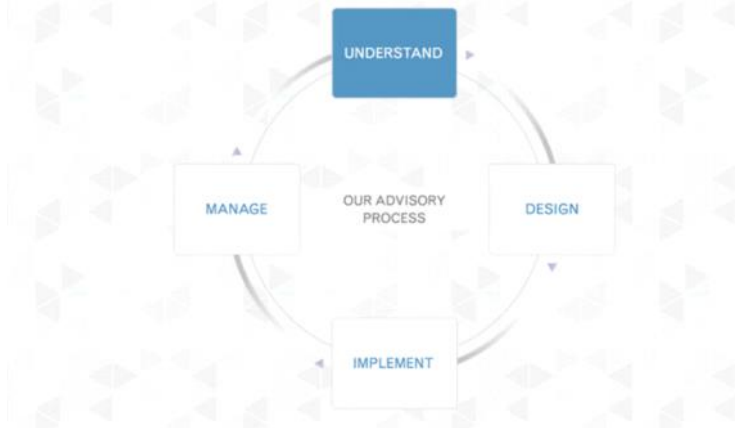 UNDERSTAND
MANAGE
OUR ADVISORY
PROCESS
DESIGN
IMPLEMENT